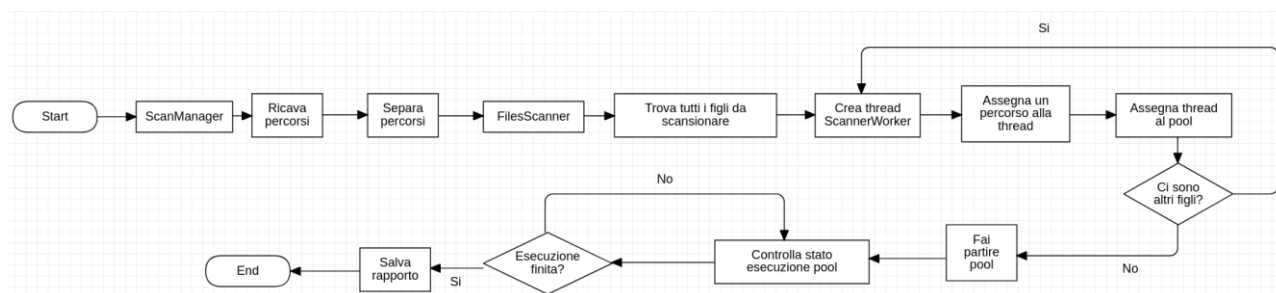 Si
Start
ScanManager
Ricava
percorsi
Separa
percorsi
FilesScanner
Trova tutti i figli da
scansionare
Crea thread
ScannerWorker
Assegna un
percorso alla
thread
Assegna thread
al pool
Ci sono
altri figli?
No
Fai
partire
pool
Controlla stato
esecuzione pool
No
Esecuzione
finita?
Si
Salva
rapporto
End